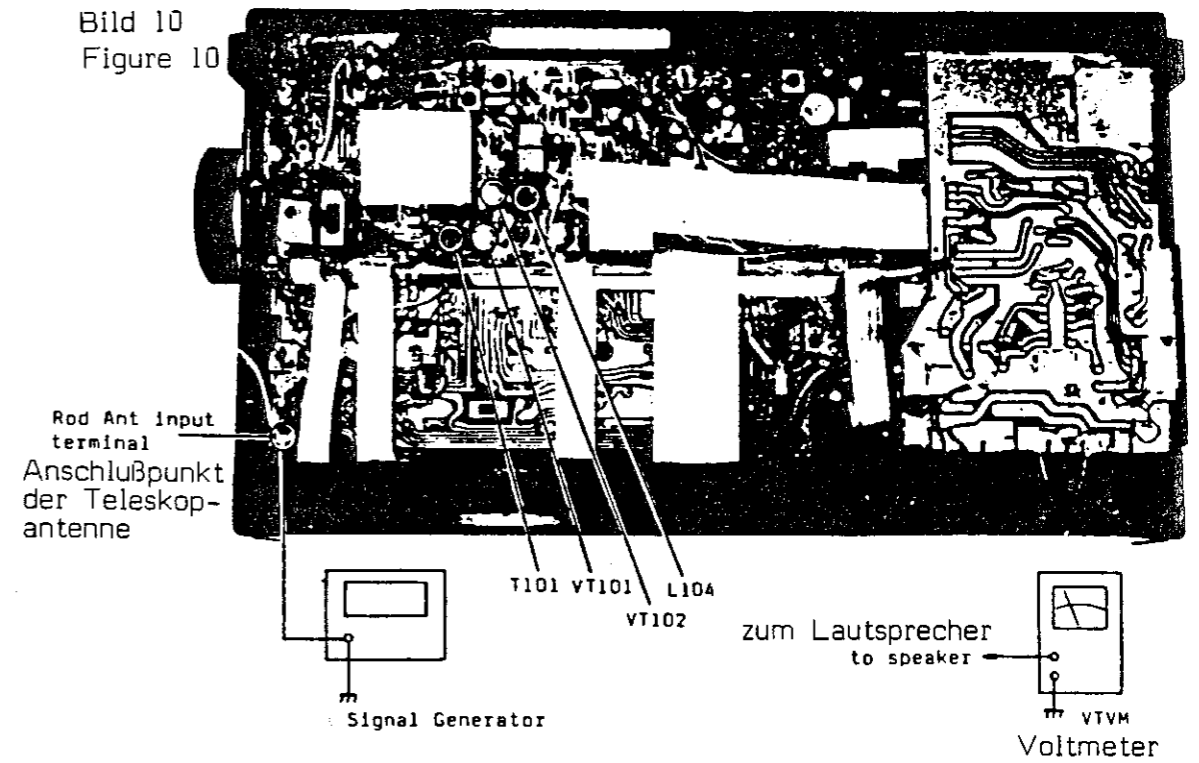 Bild 10
Figure 10
Rod Ant input
terminal
Anschlußpunkt
der Teleskop-
antenne
T101 VT101 L104
VT102
Signal Generator
zum Lautsprecher
to speaker
VTVM
Voltmeter